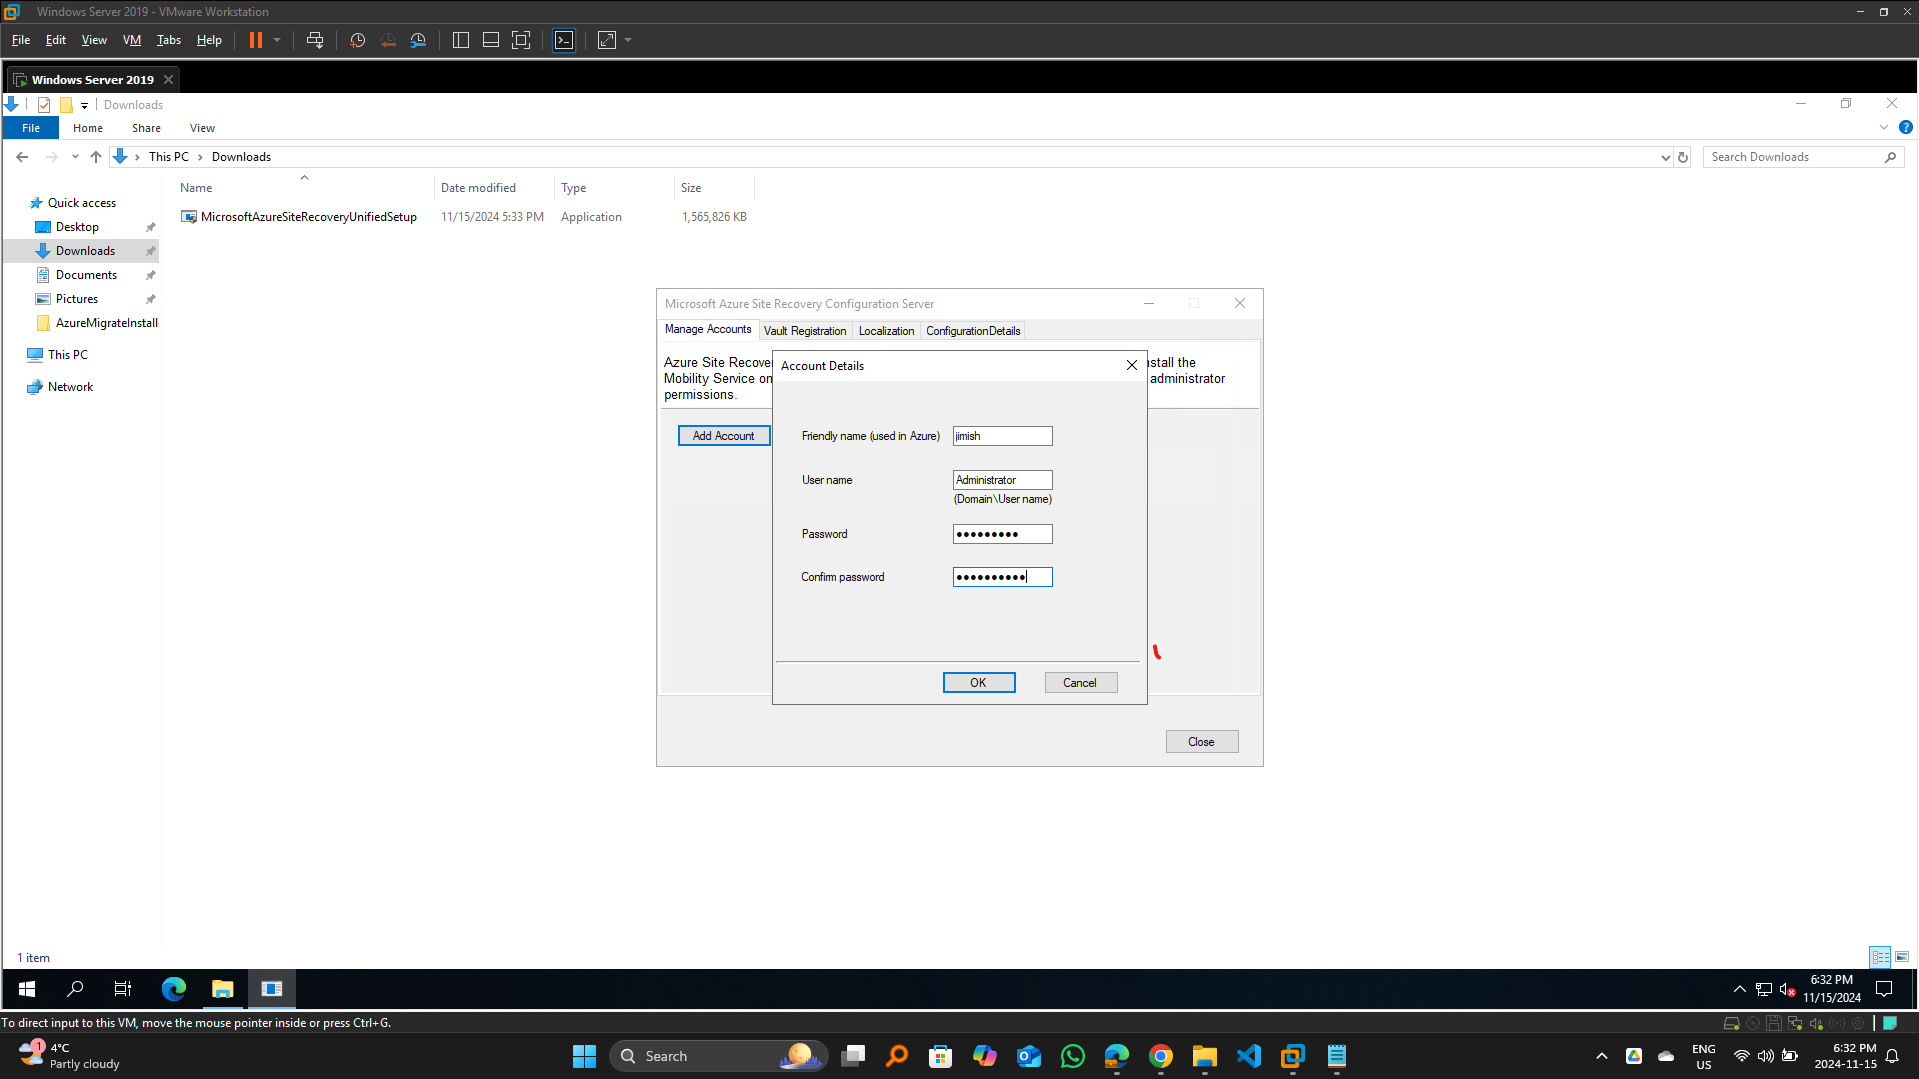 Windows Server 2019 - VMware Workstation
File Edit View VM Tabs Help
Windows Server 2019
Downloads
File Home Share View
This PC Downloads
Search Downloads
Name Date modified Type Size
MicrosoftAzureSiteRecoveryUnifiedSetup 11/15/2024 5:33 PM Application 1,565,826 KB
Quick access
Desktop
Downloads
Documents
Pictures
AzureMigrateInstall
This PC
Network
Microsoft Azure Site Recovery Configuration Server
Manage Accounts Vault Registration Localization Configuration Details
Azure Site Recover
stall the
Mobility Service on
administrator
permissions.
Add Account
Account Details
Friendly name (used in Azure) jimish
User name Administrator
(Domain\User name)
Password •••••••••
Confirm password ••••••••••
OK Cancel
Close
1 item
6:32 PM
11/15/2024
To direct input to this VM, move the mouse pointer inside or press Ctrl+G.
1
4°C
Partly cloudy
Search
ENG
US
6:32 PM
2024-11-15